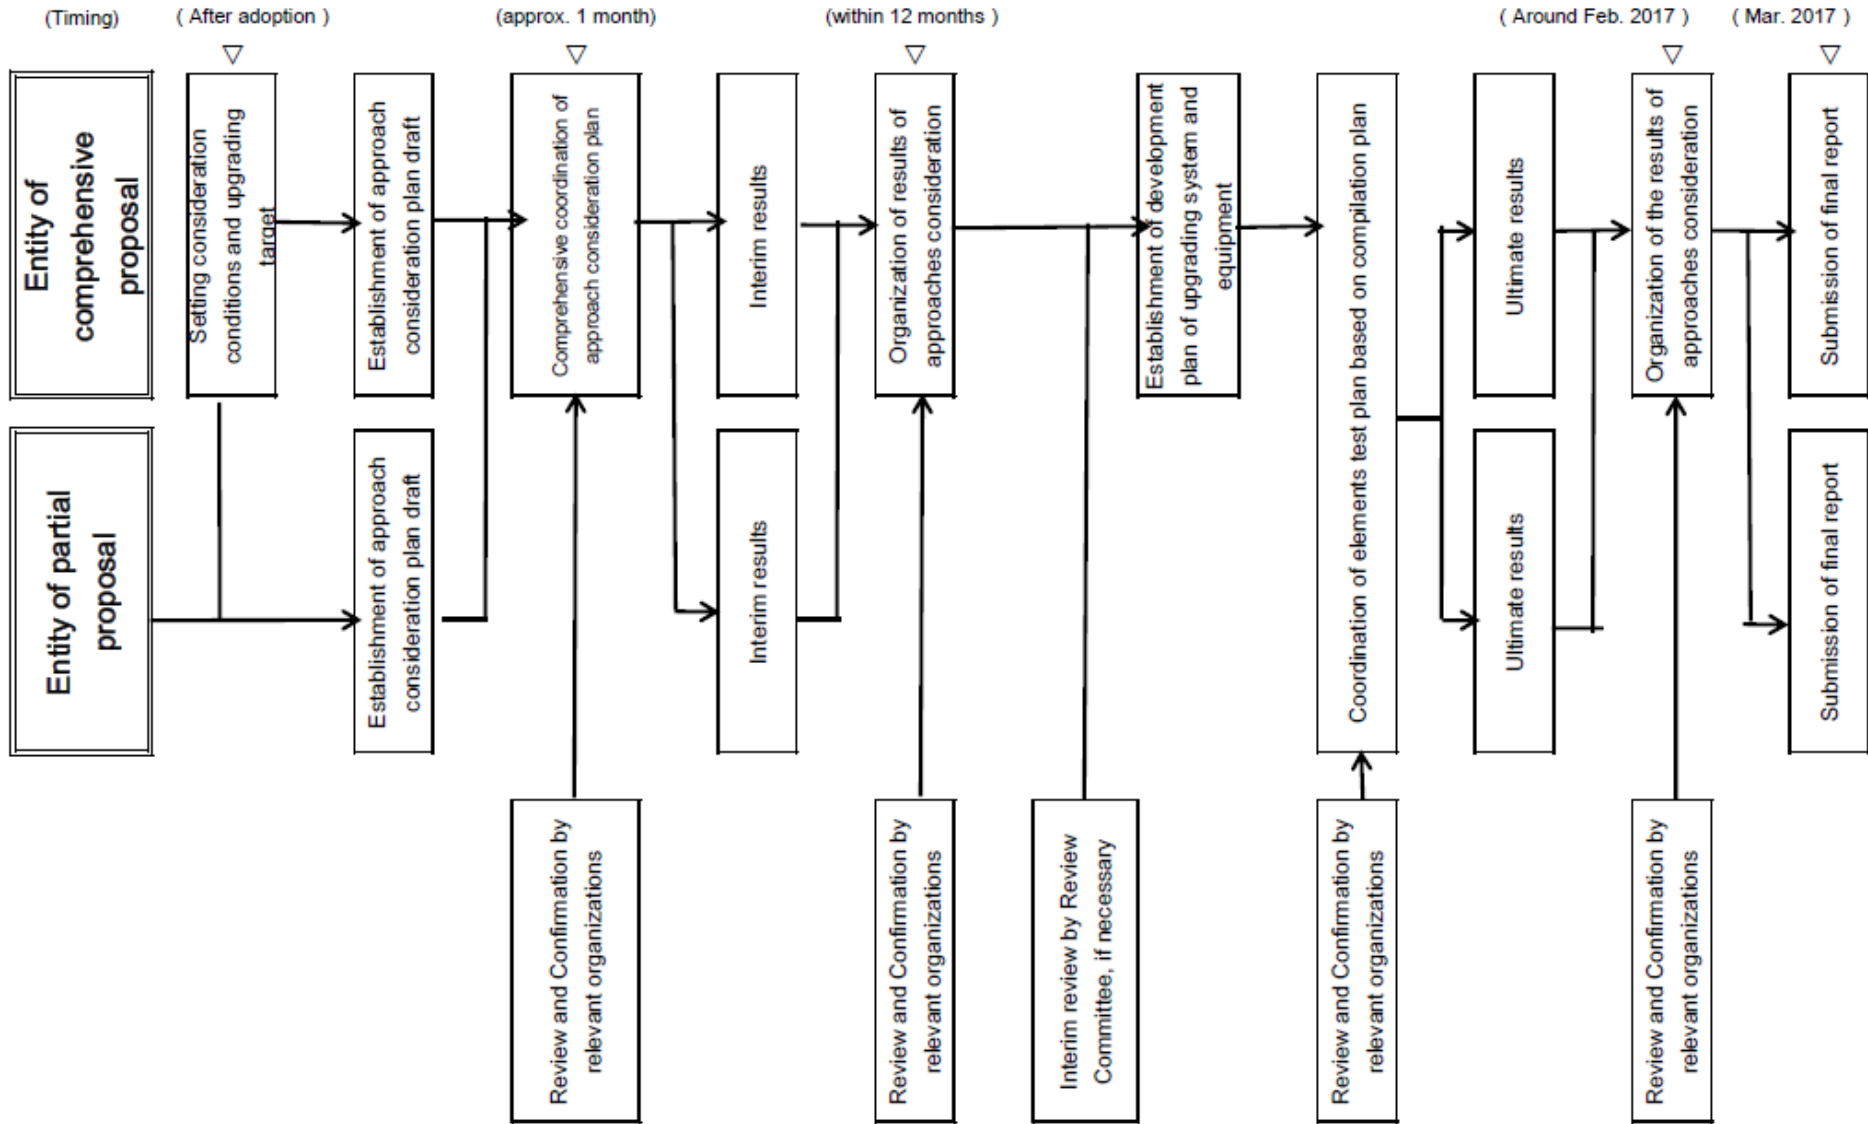 (Timing)
( After adoption )
(approx. 1 month)
(within 12 months )
( Around Feb. 2017 )
( Mar. 2017 )
Entity of
comprehensive
proposal
Setting consideration
conditions and upgrading
target
Establishment of approach
consideration plan draft
Comprehensive coordination of
approach consideration plan
Interim results
Organization of results of
approaches consideration
Establishment of development
plan of upgrading system and
equipment
Coordination of elements test plan based on compilation plan
Ultimate results
Organization of the results of
approaches consideration
Submission of final report
Entity of partial
proposal
Establishment of approach
consideration plan draft
Interim results
Ultimate results
Submission of final report
Review and Confirmation by
relevant organizations
Review and Confirmation by
relevant organizations
Interim review by Review
Committee, if necessary
Review and Confirmation by
relevant organizations
Review and Confirmation by
relevant organizations